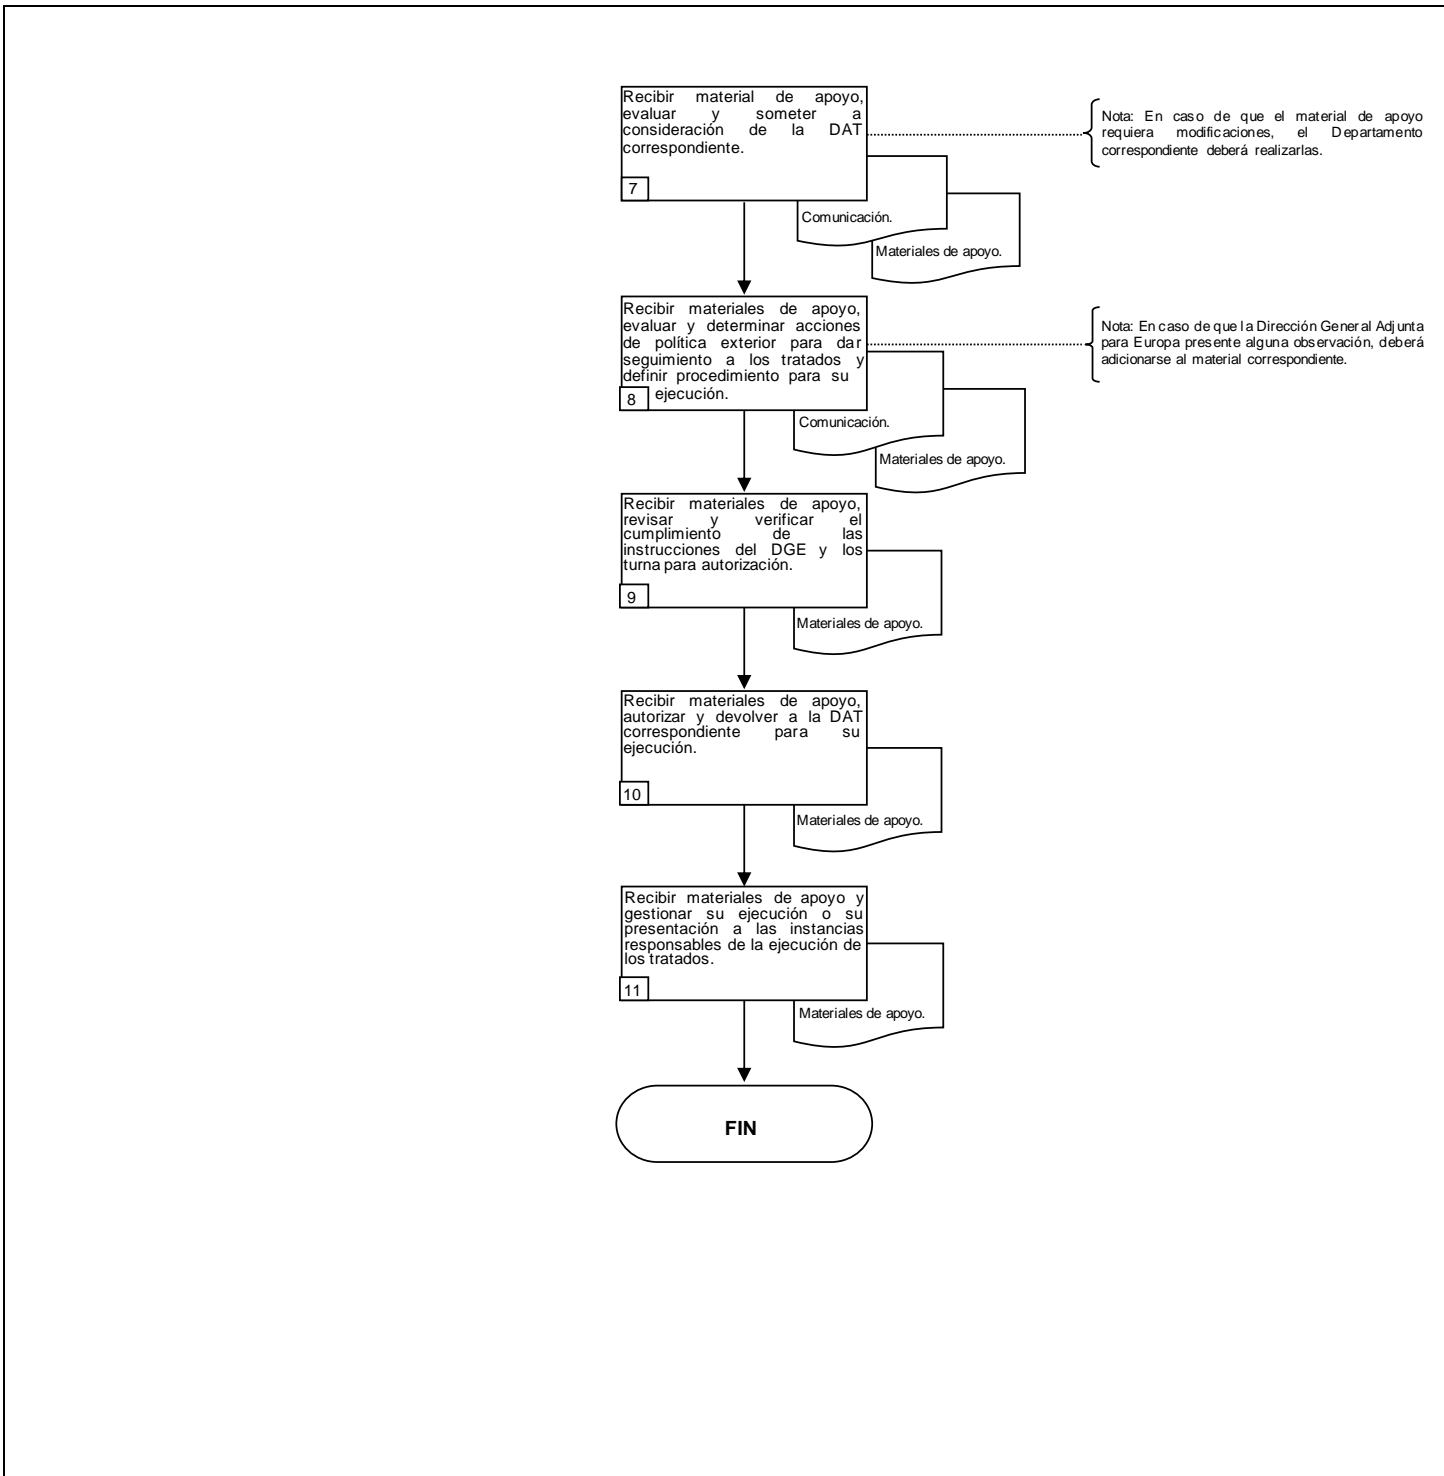 Recibir material de apoyo,
evaluar y someter a
consideración de la DAT
correspondiente.
7
Nota: En caso de que el material de apoyo
requiera modificaciones, el Departamento
correspondiente deberá realizarlas.
Comunicación.
Materiales de apoyo.
Recibir materiales de apoyo,
evaluar y determinar acciones
de política exterior para dar
seguimiento a los tratados y
definir procedimiento para su
8 ejecución.
Nota: En caso de que la Dirección General Adjunta
para Europa presente alguna observación, deberá
adicionarse al material correspondiente.
Comunicación.
Materiales de apoyo.
Recibir materiales de apoyo,
revisar y verificar el
cumplimiento de las
instrucciones del DGE y los
turna para autorización.
9
Materiales de apoyo.
Recibir materiales de apoyo,
autorizar y devolver a la DAT
correspondiente para su
ejecución.
10
Materiales de apoyo.
Recibir materiales de apoyo y
gestionar su ejecución o su
presentación a las instancias
responsables de la ejecución de
los tratados.
11
Materiales de apoyo.
FIN